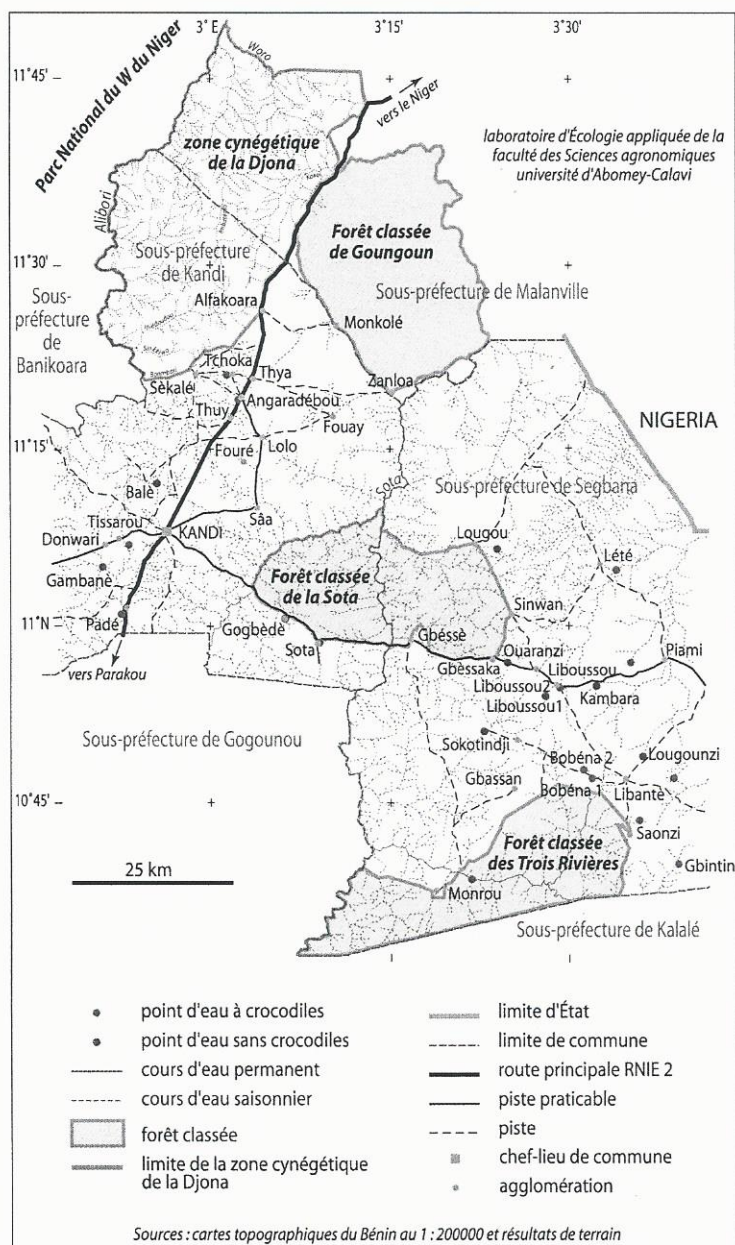 3° E
3°15'
3°30'
11°45'
11°30'
11°15'
11°N
10°45'
Woro
vers le Niger
Parc National du W du Niger
zone cynégétique
de la Djona
laboratoire d'Écologie appliquée de la
faculté des Sciences agronomiques
université d'Abomey-Calavi
Alibori
Forêt classée
de Goungoun
Sous-préfecture
de Kandi
Sous-
préfecture
de
Banikoara
Sous-préfecture de Malanville
Alfakoara
Monkolé
Tchoka
Thya
Zanloa
Sèkalé
Angaradébou
Thuy
Fouay
NIGERIA
Lolo
Fouré
Sota
Sous-préfecture de Segbana
Balè
Sâa
Tissarou
KANDI
Donwari
Lougou
Lété
Gambanè
Forêt classée
de la Sota
Sinwan
Padé
Gogbèdè
Sota
Gbéssè
Ouaranzi
Piami
vers Parakou
Gbèssaka
Liboussou
Liboussou2
Liboussou1
Kambara
Sous-préfecture de Gogounou
Sokotindji
Bobéna 2
Lougounzi
Gbassan
Bobéna 1
Libantè
Saonzi
25 km
Forêt classée
des Trois Rivières
Gbintin
Monrou
Sous-préfecture de Kalalé
point d'eau à crocodiles
point d'eau sans crocodiles
cours d'eau permanent
cours d'eau saisonnier
forêt classée
limite de la zone cynégétique
de la Djona
limite d'État
limite de commune
route principale RNIE 2
piste praticable
piste
chef-lieu de commune
agglomération
Sources : cartes topographiques du Bénin au 1 : 200000 et résultats de terrain